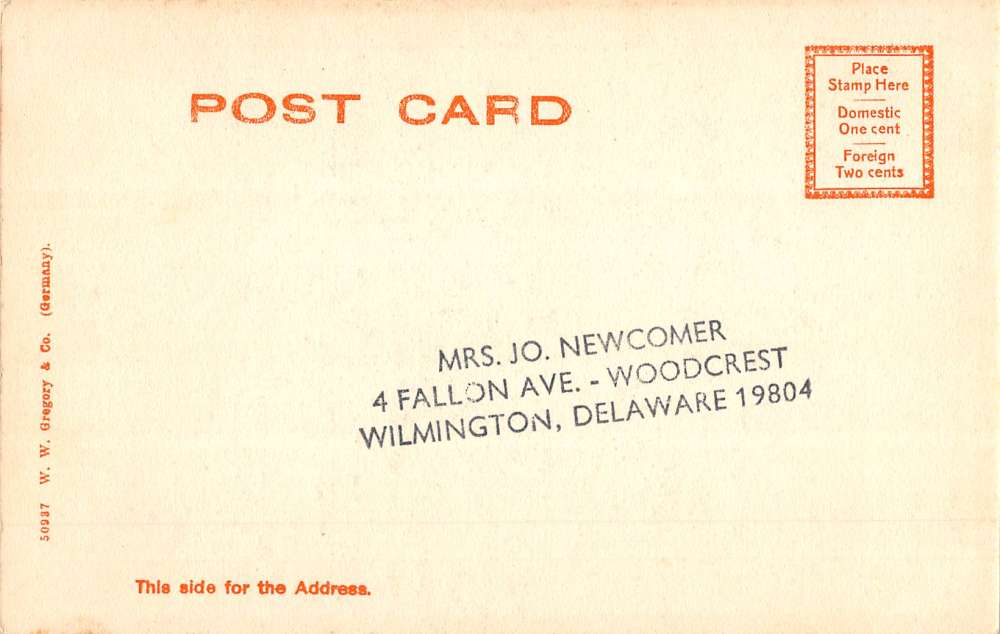 POST CARD
Place
Stamp Here
Domestic
One cent
Foreign
Two cents
MRS. JO. NEWCOMER
4 FALLON AVE. - WOODCREST
WILMINGTON, DELAWARE 19804
50937 W. W. Gregory & Co. (Germany).
This side for the Address.